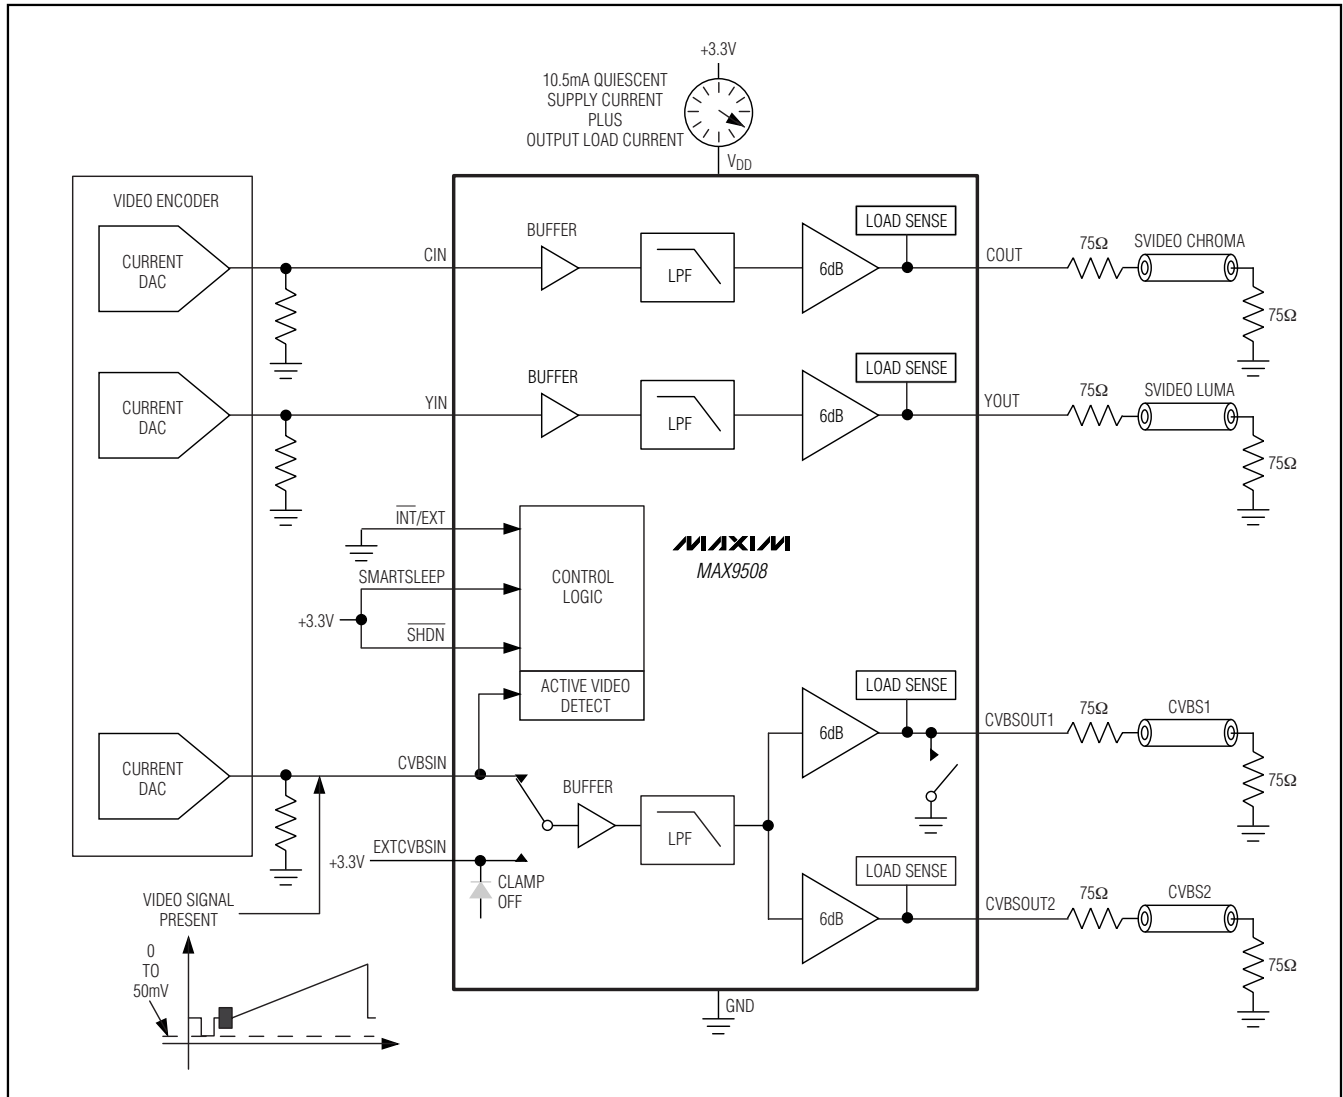 +3.3V
10.5mA QUIESCENT
SUPPLY CURRENT
PLUS
OUTPUT LOAD CURRENT
VDD
VIDEO ENCODER
CURRENT
DAC
CIN
BUFFER
LPF
6dB
LOAD SENSE
COUT
75Ω
SVIDEO CHROMA
75Ω
CURRENT
DAC
YIN
BUFFER
LPF
6dB
LOAD SENSE
YOUT
75Ω
SVIDEO LUMA
75Ω
INT/EXT
SMARTSLEEP
+3.3V
SHDN
CONTROL
LOGIC
ACTIVE VIDEO
DETECT
MAXIM
MAX9508
CURRENT
DAC
CVBSIN
BUFFER
LPF
6dB
LOAD SENSE
CVBSOUT1
75Ω
CVBS1
75Ω
+3.3V
EXTCVBSIN
CLAMP
OFF
6dB
LOAD SENSE
CVBSOUT2
75Ω
CVBS2
75Ω
VIDEO SIGNAL
PRESENT
0
TO
50mV
GND